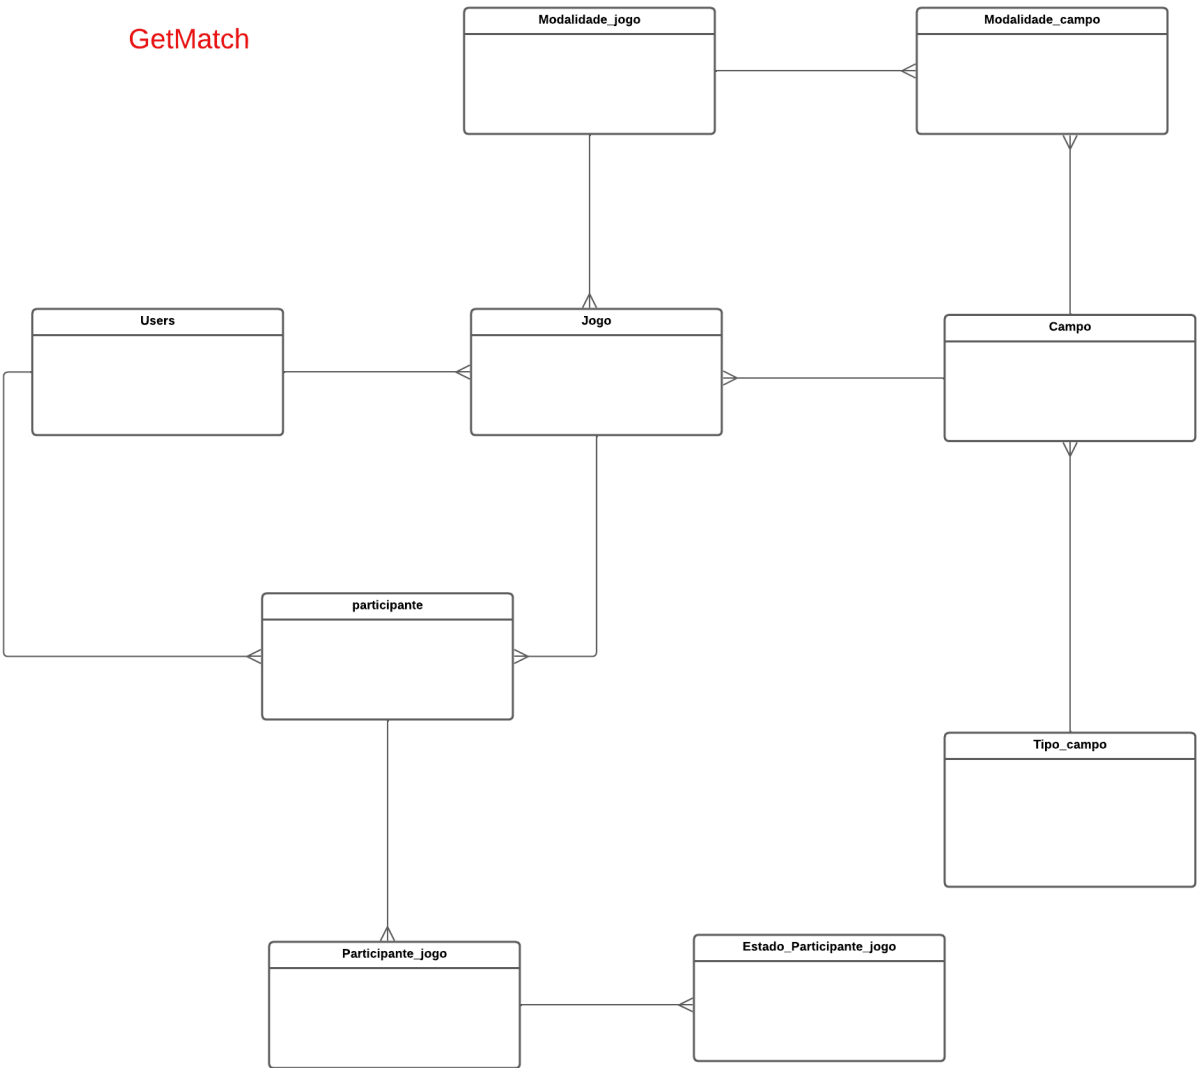 GetMatch
Modalidade_jogo
Modalidade_campo
Users
Jogo
Campo
participante
Tipo_campo
Participante_jogo
Estado_Participante_jogo